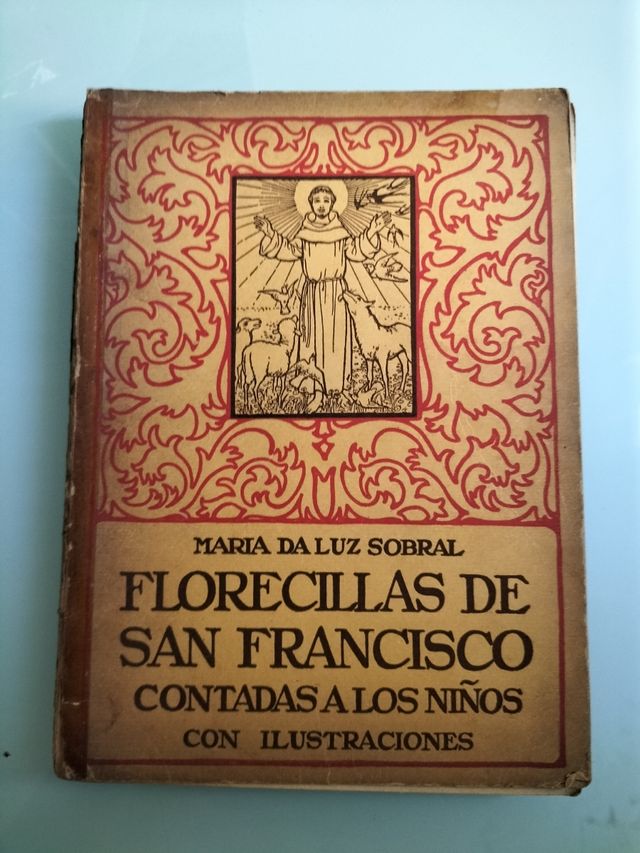 MARIA DA LUZ SOBRAL
FLORECILLAS DE
SAN FRANCISCO
CONTADAS A LOS NIÑOS
CON ILUSTRACIONES